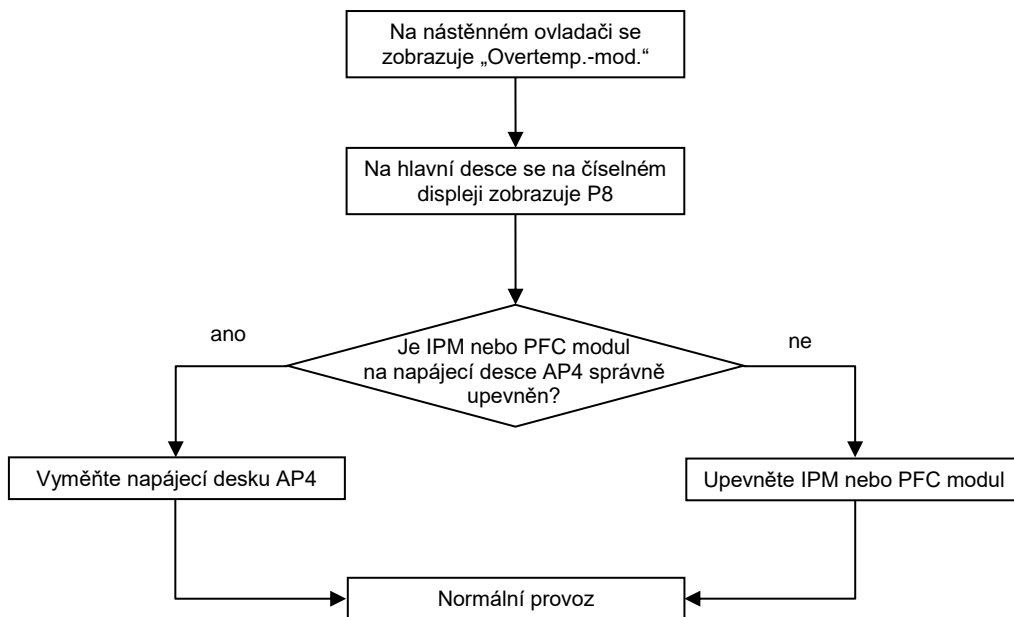 Na nástěnném ovladači se
zobrazuje „Overtemp.-mod.“
Na hlavní desce se na číselném
displeji zobrazuje P8
ano
Je IPM nebo PFC modul
na napájecí desce AP4 správně
upevněn?
ne
Vyměňte napájecí desku AP4
Upevněte IPM nebo PFC modul
Normální provoz